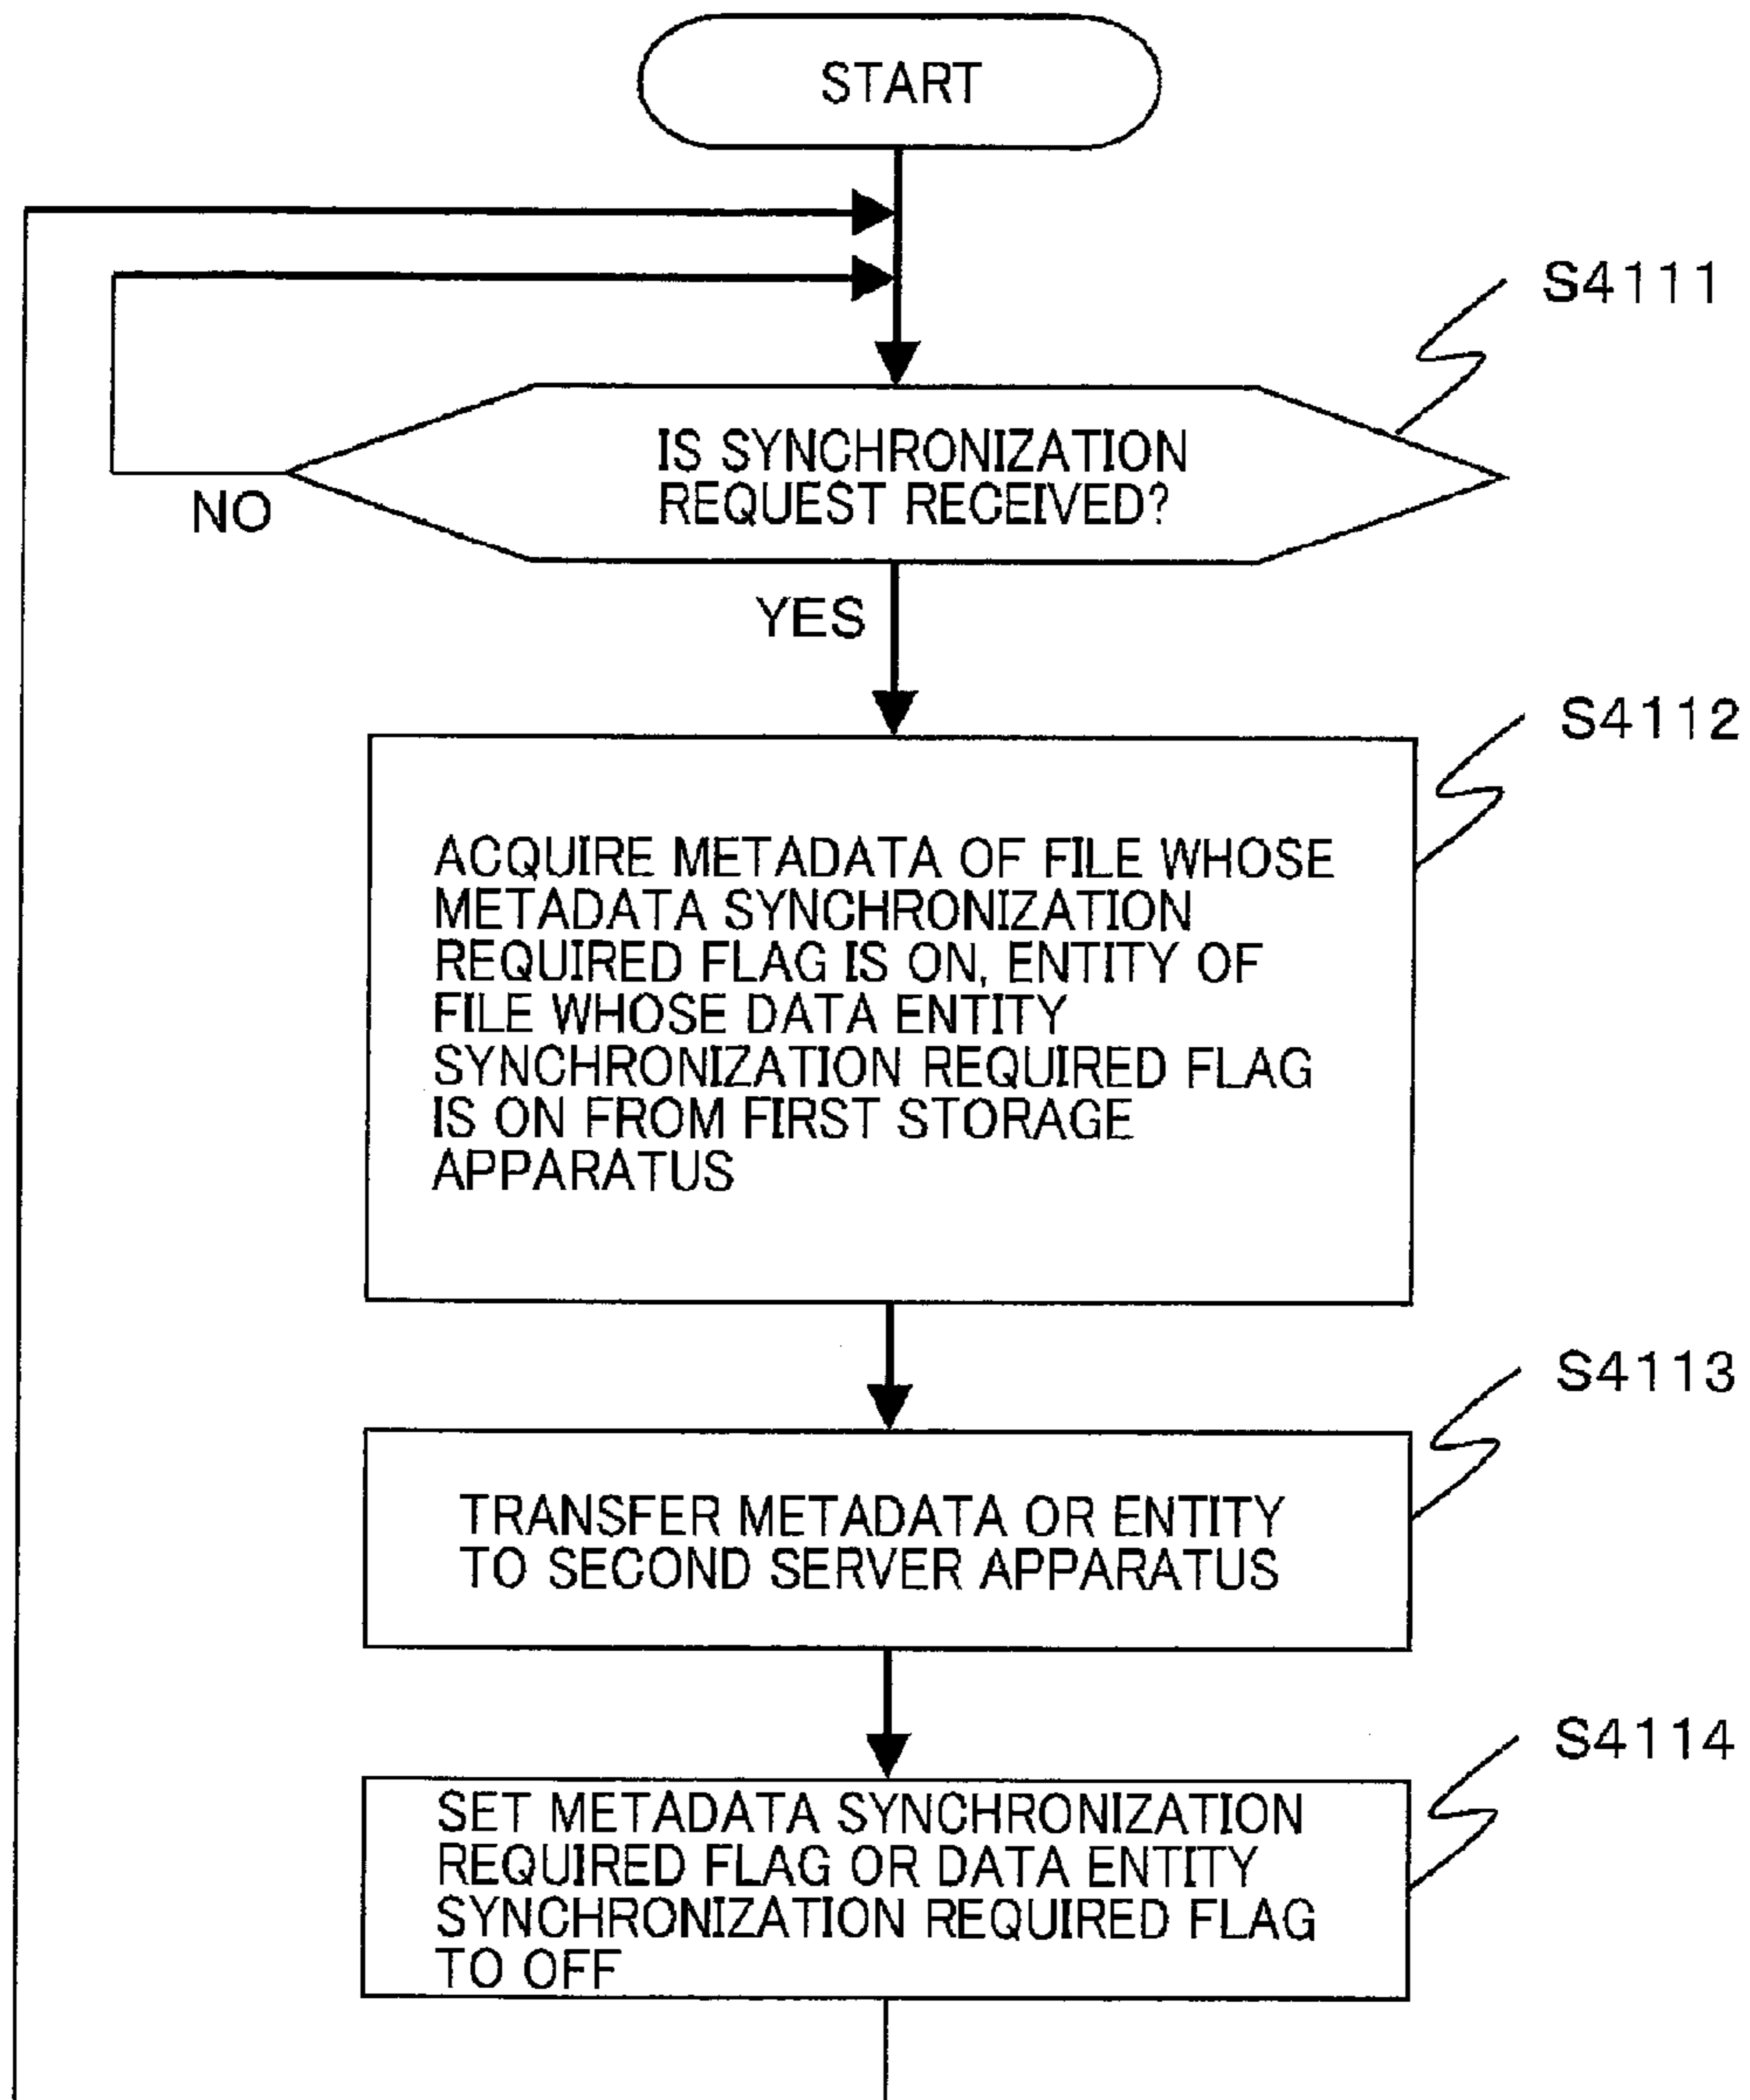 START
S4111
IS SYNCHRONIZATION
REQUEST RECEIVED?
NO
YES
S4112
ACQUIRE METADATA OF FILE WHOSE
METADATA SYNCHRONIZATION
REQUIRED FLAG IS ON, ENTITY OF
FILE WHOSE DATA ENTITY
SYNCHRONIZATION REQUIRED FLAG
IS ON FROM FIRST STORAGE
APPARATUS
S4113
TRANSFER METADATA OR ENTITY
TO SECOND SERVER APPARATUS
S4114
SET METADATA SYNCHRONIZATION
REQUIRED FLAG OR DATA ENTITY
SYNCHRONIZATION REQUIRED FLAG
TO OFF